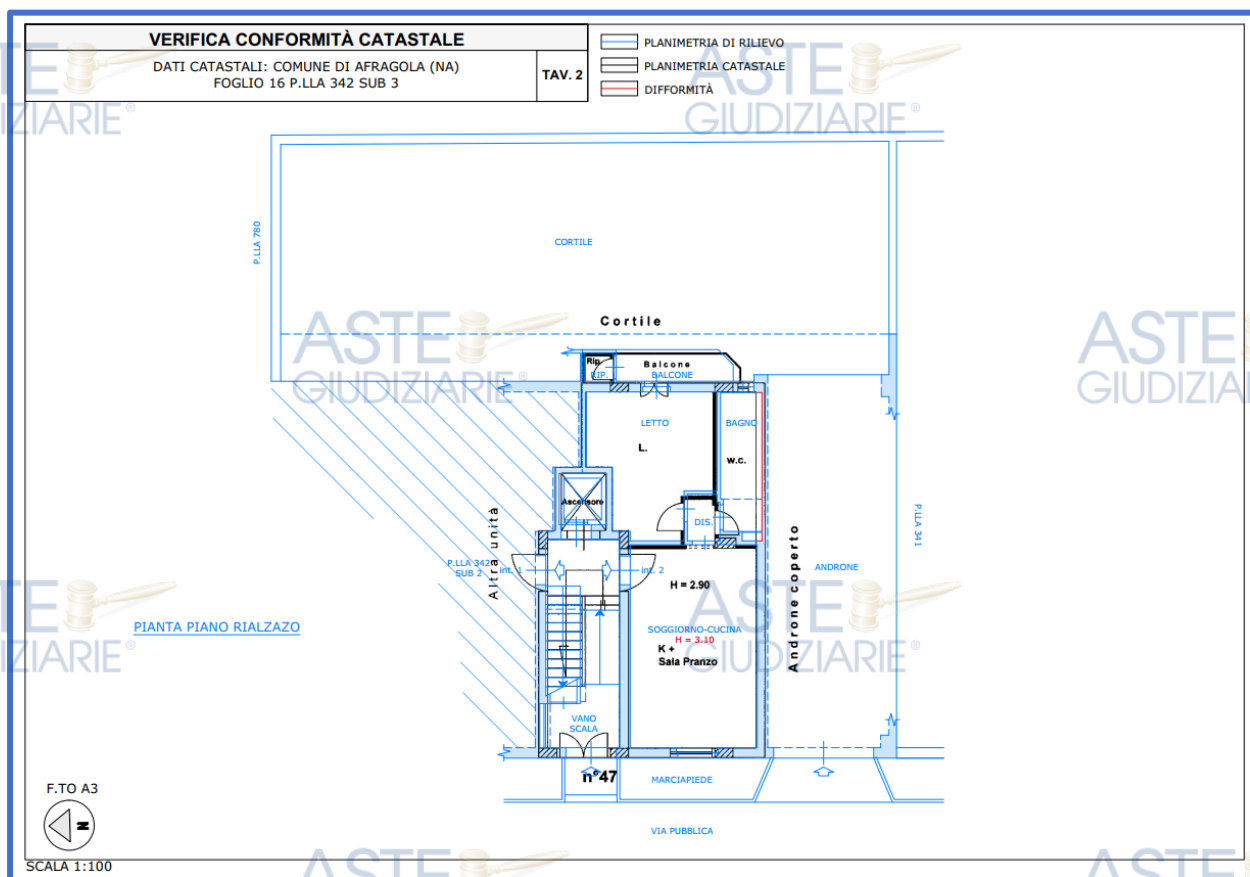 VERIFICA CONFORMITÀ CATASTALE
DATI CATASTALI: COMUNE DI AFRAGOLA (NA)
FOGLIO 16 P.LLA 342 SUB 3
TAV. 2
PLANIMETRIA DI RILIEVO
PLANIMETRIA CATASTALE
DIFFORMITÀ
ASTE
GIUDIZIARIE®
P.LLA 780
CORTILE
Cortile
Rip.
RIP.
Balcone
BALCONE
LETTO
L.
BAGNO
W.C.
Ascensore
DIS.
Altra unità
P.LLA 342
SUB 2
int. 1
int. 2
H = 2.90
SOGGIORNO-CUCINA
H = 3.10
K +
Sala Pranzo
Androne coperto
ANDRONE
P.LLA 341
PIANTA PIANO RIALZAZO
VANO
SCALA
n°47
MARCIAPIEDE
VIA PUBBLICA
F.TO A3
N
SCALA 1:100